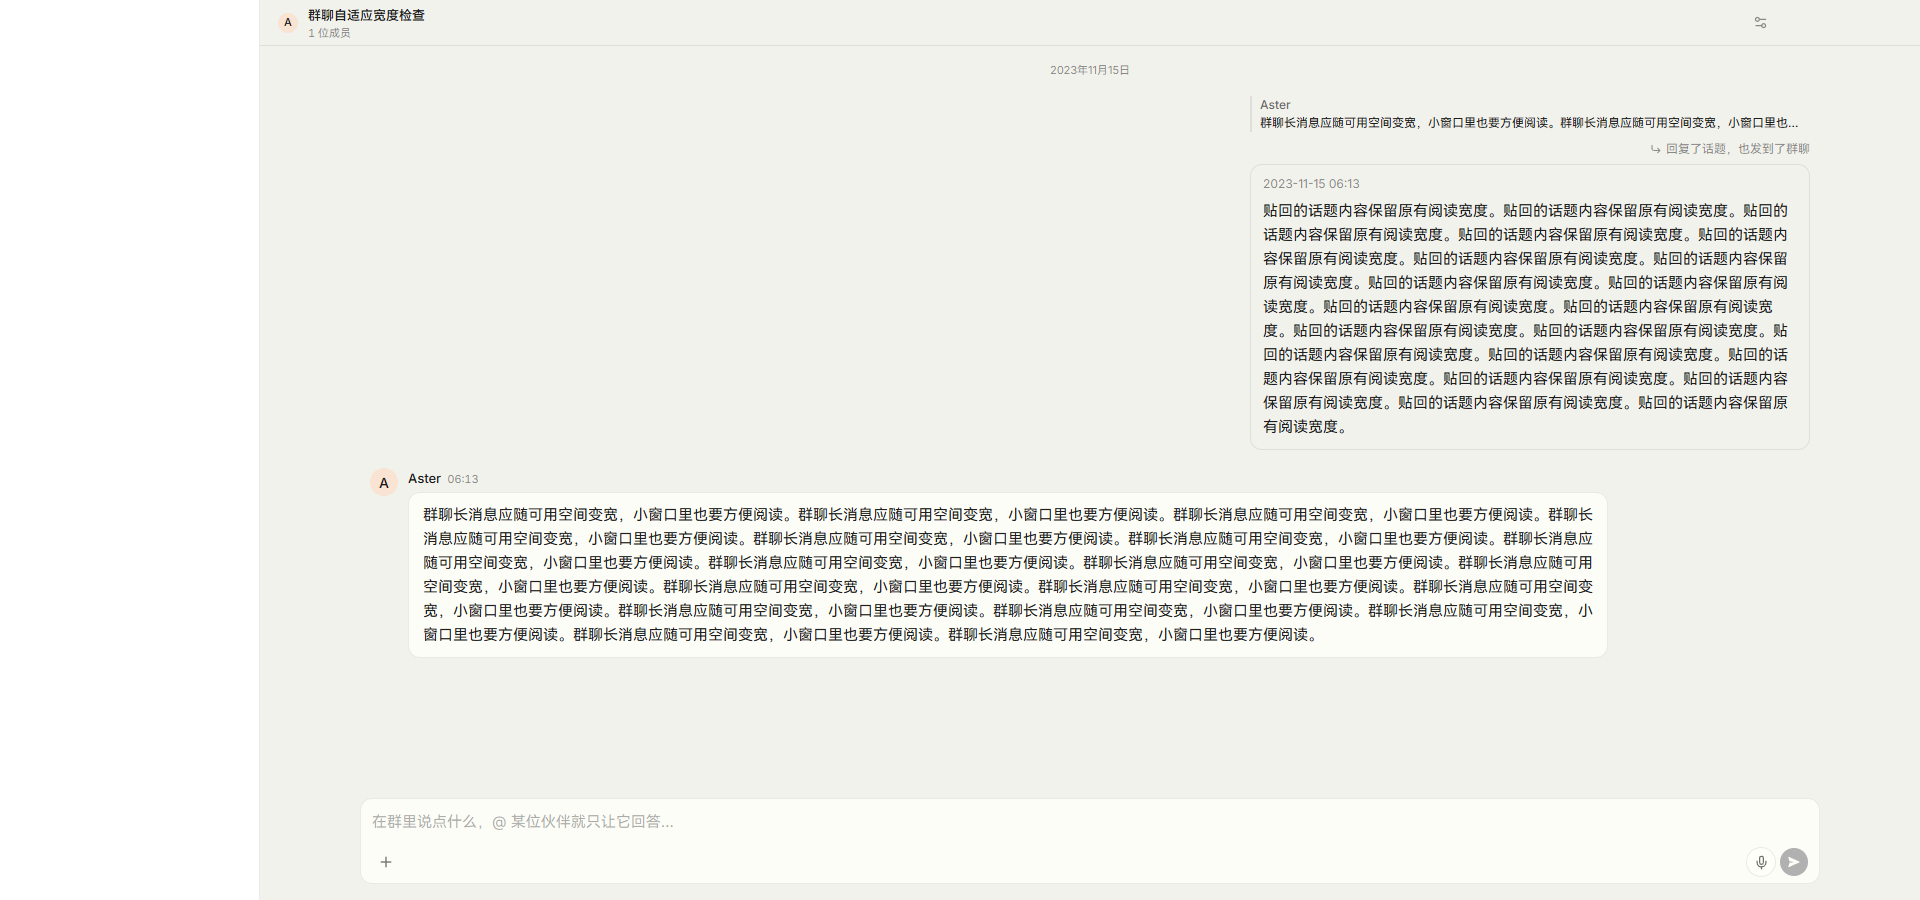 A
群聊自适应宽度检查
1 位成员
2023年11月15日
Aster
群聊长消息应随可用空间变宽，小窗口里也要方便阅读。群聊长消息应随可用空间变宽，小窗口里也...
回复了话题，也发到了群聊
2023-11-15 06:13
贴回的话题内容保留原有阅读宽度。贴回的话题内容保留原有阅读宽度。贴回的
话题内容保留原有阅读宽度。贴回的话题内容保留原有阅读宽度。贴回的话题内
容保留原有阅读宽度。贴回的话题内容保留原有阅读宽度。贴回的话题内容保留
原有阅读宽度。贴回的话题内容保留原有阅读宽度。贴回的话题内容保留原有阅
读宽度。贴回的话题内容保留原有阅读宽度。贴回的话题内容保留原有阅读宽
度。贴回的话题内容保留原有阅读宽度。贴回的话题内容保留原有阅读宽度。贴
回的话题内容保留原有阅读宽度。贴回的话题内容保留原有阅读宽度。贴回的话
题内容保留原有阅读宽度。贴回的话题内容保留原有阅读宽度。贴回的话题内容
保留原有阅读宽度。贴回的话题内容保留原有阅读宽度。贴回的话题内容保留原
有阅读宽度。
A
Aster 06:13
群聊长消息应随可用空间变宽，小窗口里也要方便阅读。群聊长消息应随可用空间变宽，小窗口里也要方便阅读。群聊长消息应随可用空间变宽，小窗口里也要方便阅读。群聊长
消息应随可用空间变宽，小窗口里也要方便阅读。群聊长消息应随可用空间变宽，小窗口里也要方便阅读。群聊长消息应随可用空间变宽，小窗口里也要方便阅读。群聊长消息应
随可用空间变宽，小窗口里也要方便阅读。群聊长消息应随可用空间变宽，小窗口里也要方便阅读。群聊长消息应随可用空间变宽，小窗口里也要方便阅读。群聊长消息应随可用
空间变宽，小窗口里也要方便阅读。群聊长消息应随可用空间变宽，小窗口里也要方便阅读。群聊长消息应随可用空间变宽，小窗口里也要方便阅读。群聊长消息应随可用空间变
宽，小窗口里也要方便阅读。群聊长消息应随可用空间变宽，小窗口里也要方便阅读。群聊长消息应随可用空间变宽，小窗口里也要方便阅读。群聊长消息应随可用空间变宽，小
窗口里也要方便阅读。群聊长消息应随可用空间变宽，小窗口里也要方便阅读。群聊长消息应随可用空间变宽，小窗口里也要方便阅读。
在群里说点什么，@ 某位伙伴就只让它回答...